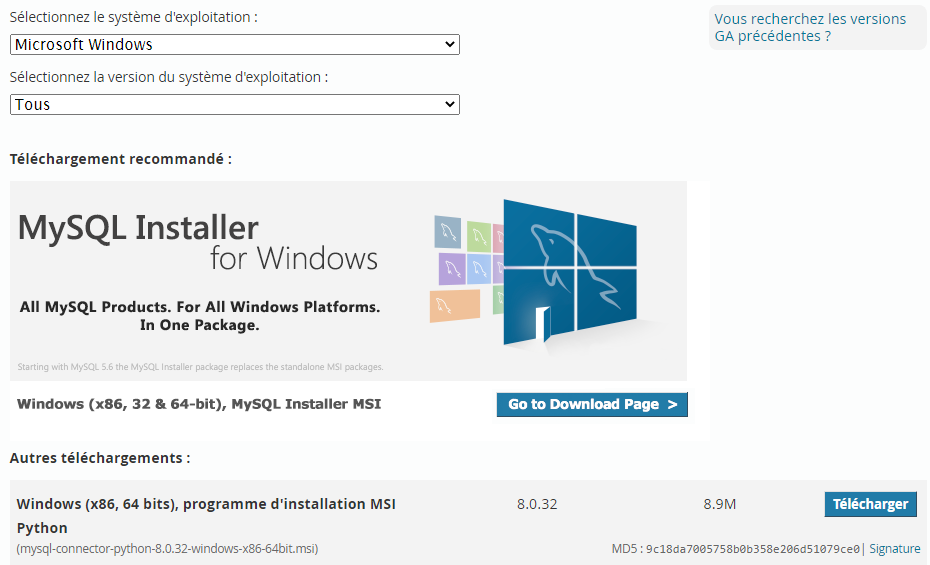 Sélectionnez le système d'exploitation :
Vous recherchez les versions
GA précédentes ?
Microsoft Windows
Sélectionnez la version du système d'exploitation :
Tous
Téléchargement recommandé :
MySQL Installer
for Windows
All MySQL Products. For All Windows Platforms.
In One Package.
Starting with MySQL 5.6 the MySQL Installer package replaces the standalone MSI packages.
Windows (x86, 32 & 64-bit), MySQL Installer MSI
Go to Download Page >
Autres téléchargements :
Windows (x86, 64 bits), programme d'installation MSI
Python
8.0.32
8.9M
Télécharger
(mysql-connector-python-8.0.32-windows-x86-64bit.msi)
MD5 : 9c18da7005758b0b358e206d51079ce0 | Signature